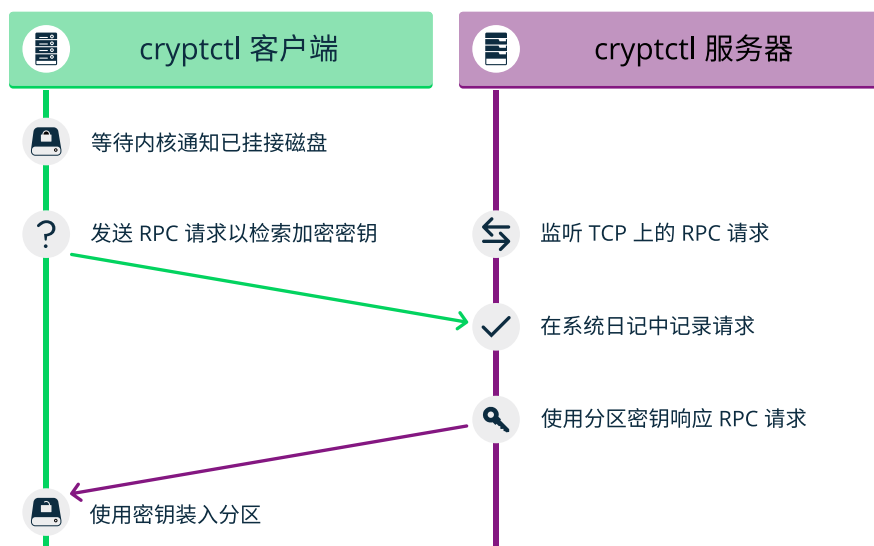 cryptctl 客户端
cryptctl 服务器
等待内核通知已挂接磁盘
发送 RPC 请求以检索加密密钥
监听 TCP 上的 RPC 请求
在系统日记中记录请求
使用分区密钥响应 RPC 请求
使用密钥装入分区